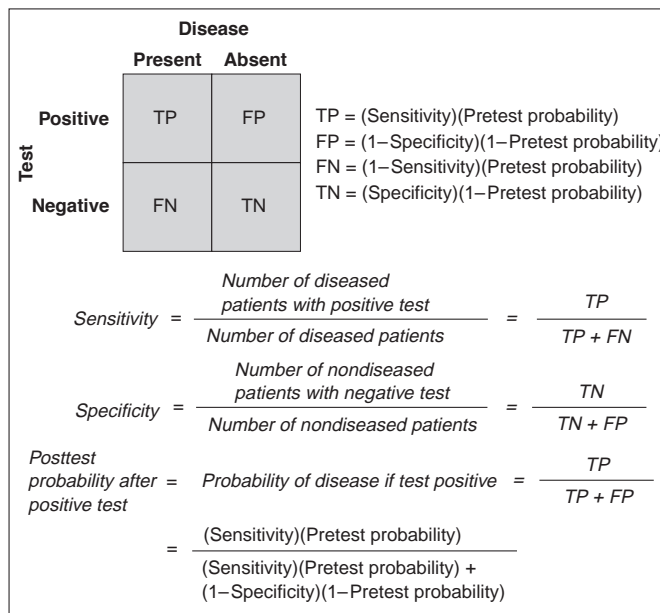 Disease
Present Absent
Test
Positive TP FP
Negative FN TN
TP = (Sensitivity)(Pretest probability)
FP = (1–Specificity)(1–Pretest probability)
FN = (1–Sensitivity)(Pretest probability)
TN = (Specificity)(1–Pretest probability)
Number of diseased
patients with positive test
Sensitivity = = TP
Number of diseased patients TP + FN
Number of nondiseased
patients with negative test
Specificity = = TN
Number of nondiseased patients TN + FP
Posttest
probability after = Probability of disease if test positive = TP
positive test TP + FP
= (Sensitivity)(Pretest probability)
(Sensitivity)(Pretest probability) +
(1–Specificity)(1–Pretest probability)